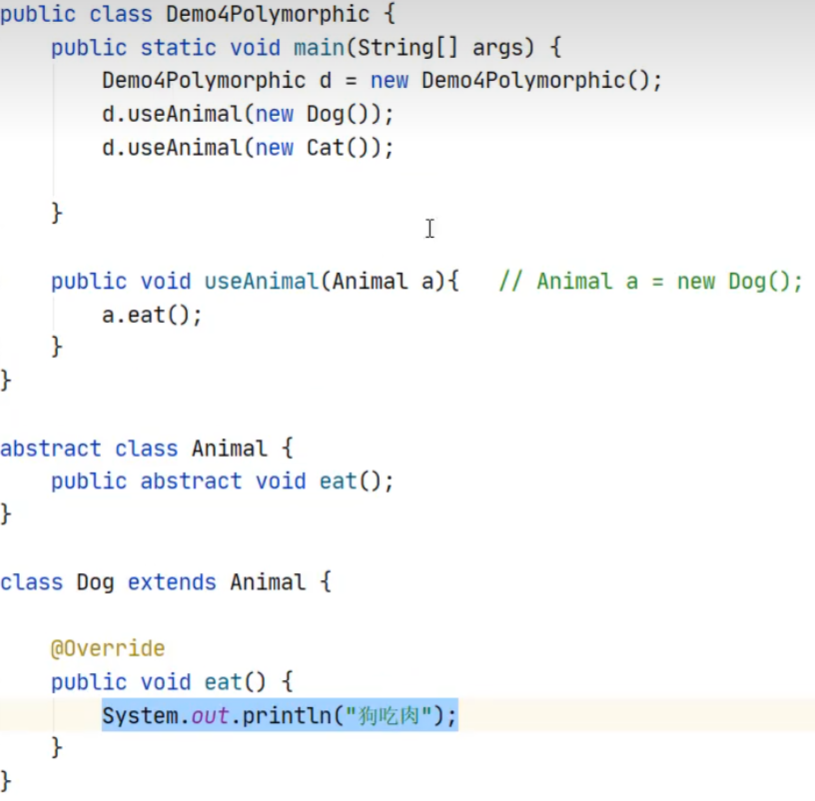 public class Demo4Polymorphic {
    public static void main(String[] args) {
        Demo4Polymorphic d = new Demo4Polymorphic();
        d.useAnimal(new Dog());
        d.useAnimal(new Cat());
    }
    public void useAnimal(Animal a){   // Animal a = new Dog();
        a.eat();
    }
}
abstract class Animal {
    public abstract void eat();
}
class Dog extends Animal {
    @Override
    public void eat() {
        System.out.println("狗吃肉");
    }
}